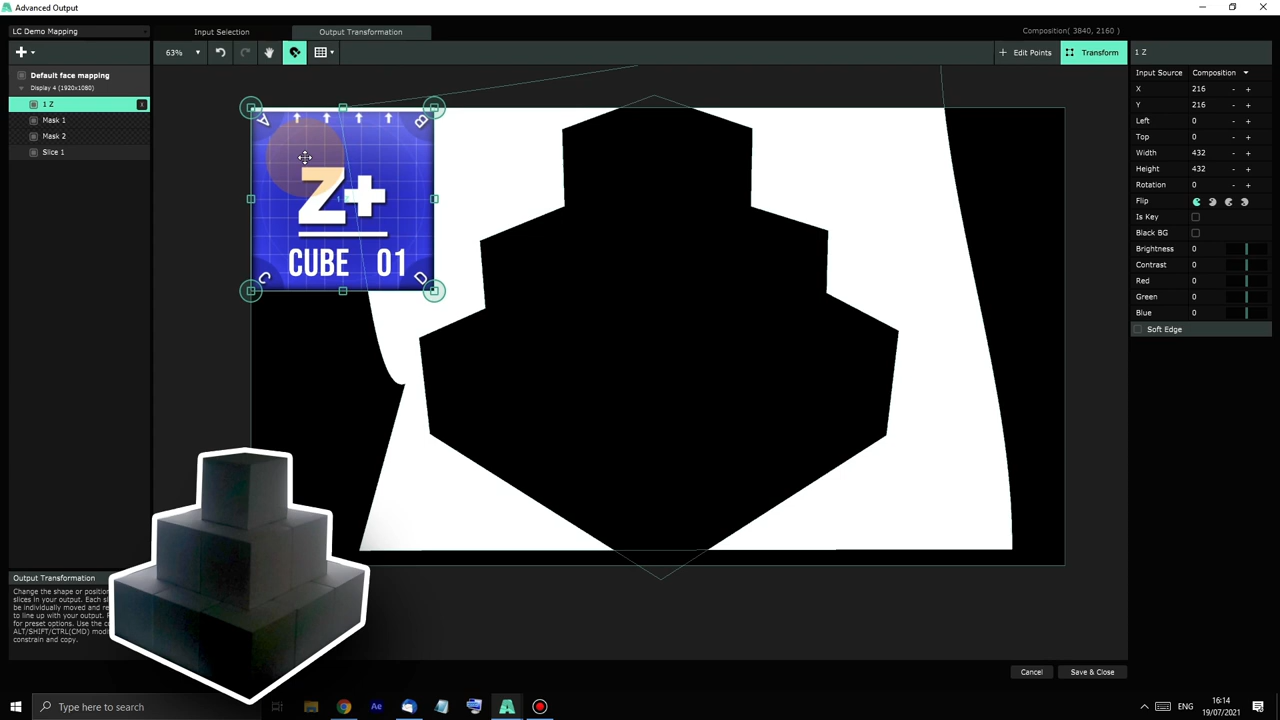 Advanced Output
LC Demo Mapping
Input Selection
Output Transformation
Composition( 3840, 2160 )
63%
Edit Points
Transform
1 Z
Default face mapping
Display 4 (1920x1080)
1 Z
Mask 1
Mask 2
Slice 1
A
B
Z+
CUBE 01
C
D
Input Source Composition
X 216 - +
Y 216 - +
Left 0 - +
Top 0 - +
Width 432 - +
Height 432 - +
Rotation 0 - +
Flip
Is Key
Black BG
Brightness 0
Contrast 0
Red 0
Green 0
Blue 0
Soft Edge
Output Transformation
Change the shape or position
slices in your output. Each
be individually moved and
to line up with your output.
for preset options. Use the
ALT/SHIFT/CTRL(CMD)
constrain and copy.
Cancel
Save & Close
Type here to search
Ae
ENG
16:14
19/07/2021